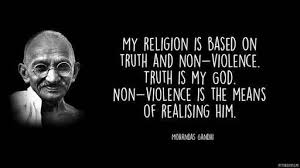 MY RELIGION IS BASED ON
TRUTH AND NON-VIOLENCE.
TRUTH IS MY GOD.
NON-VIOLENCE IS THE MEANS
OF REALISING HIM.
MOHANDAS GANDHI